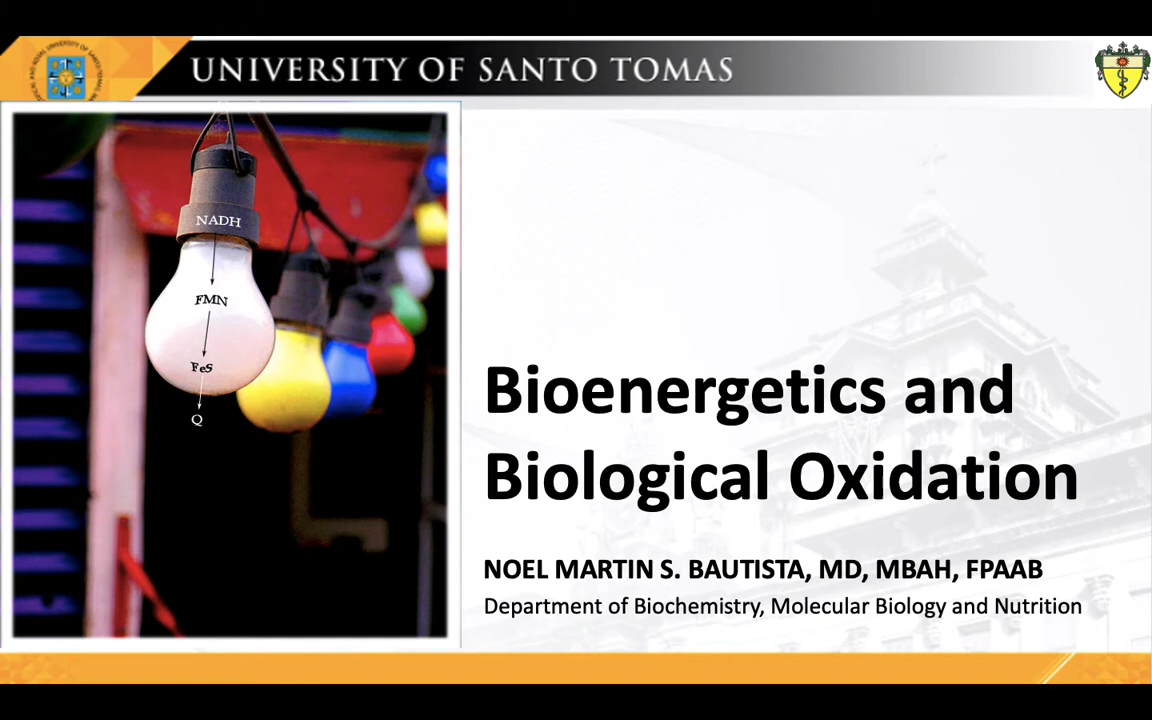 UNIVERSITY OF SANTO TOMAS
NADH
FMN
FeS
Q
Bioenergetics and
Biological Oxidation
NOEL MARTIN S. BAUTISTA, MD, MBAH, FPAAB
Department of Biochemistry, Molecular Biology and Nutrition